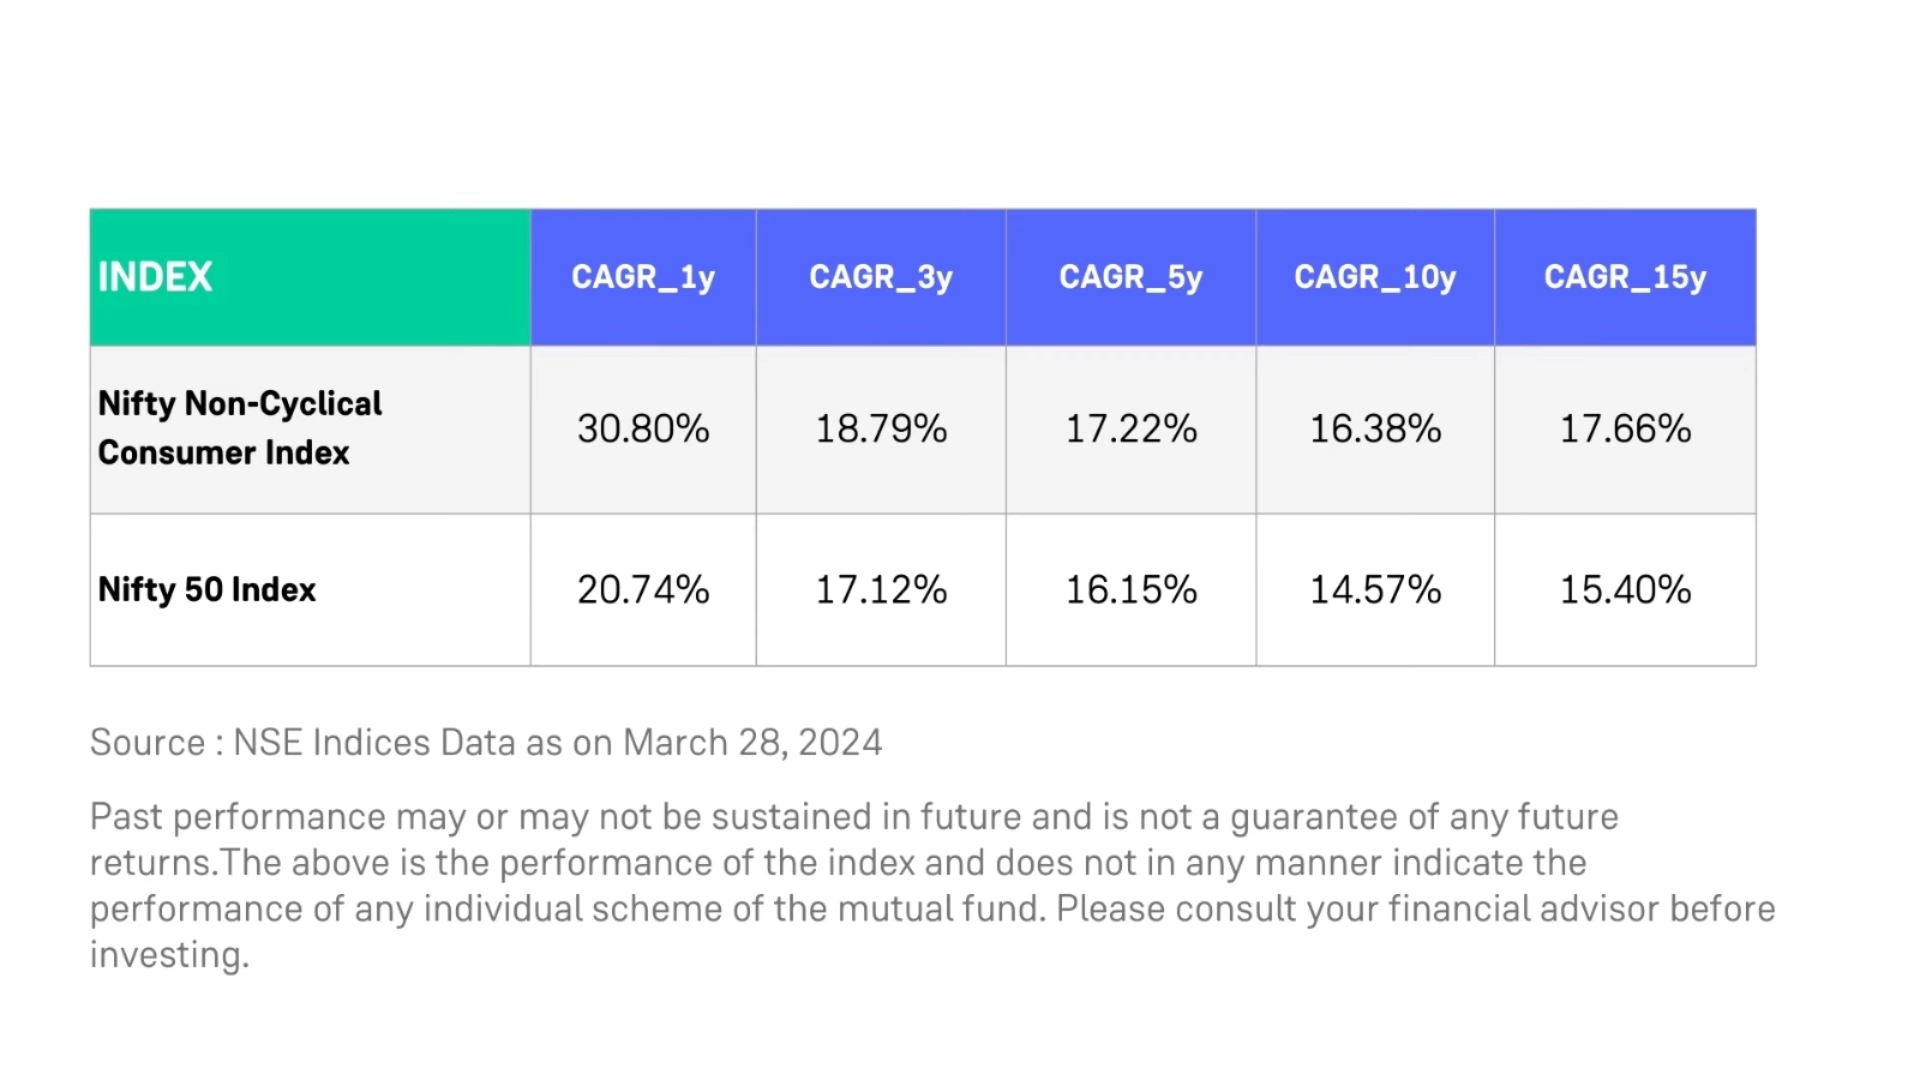 INDEX CAGR_1y CAGR_3y CAGR_5y CAGR_10y CAGR_15y
Nifty Non-Cyclical
Consumer Index 30.80% 18.79% 17.22% 16.38% 17.66%
Nifty 50 Index 20.74% 17.12% 16.15% 14.57% 15.40%
Source : NSE Indices Data as on March 28, 2024
Past performance may or may not be sustained in future and is not a guarantee of any future
returns.The above is the performance of the index and does not in any manner indicate the
performance of any individual scheme of the mutual fund. Please consult your financial advisor before
investing.